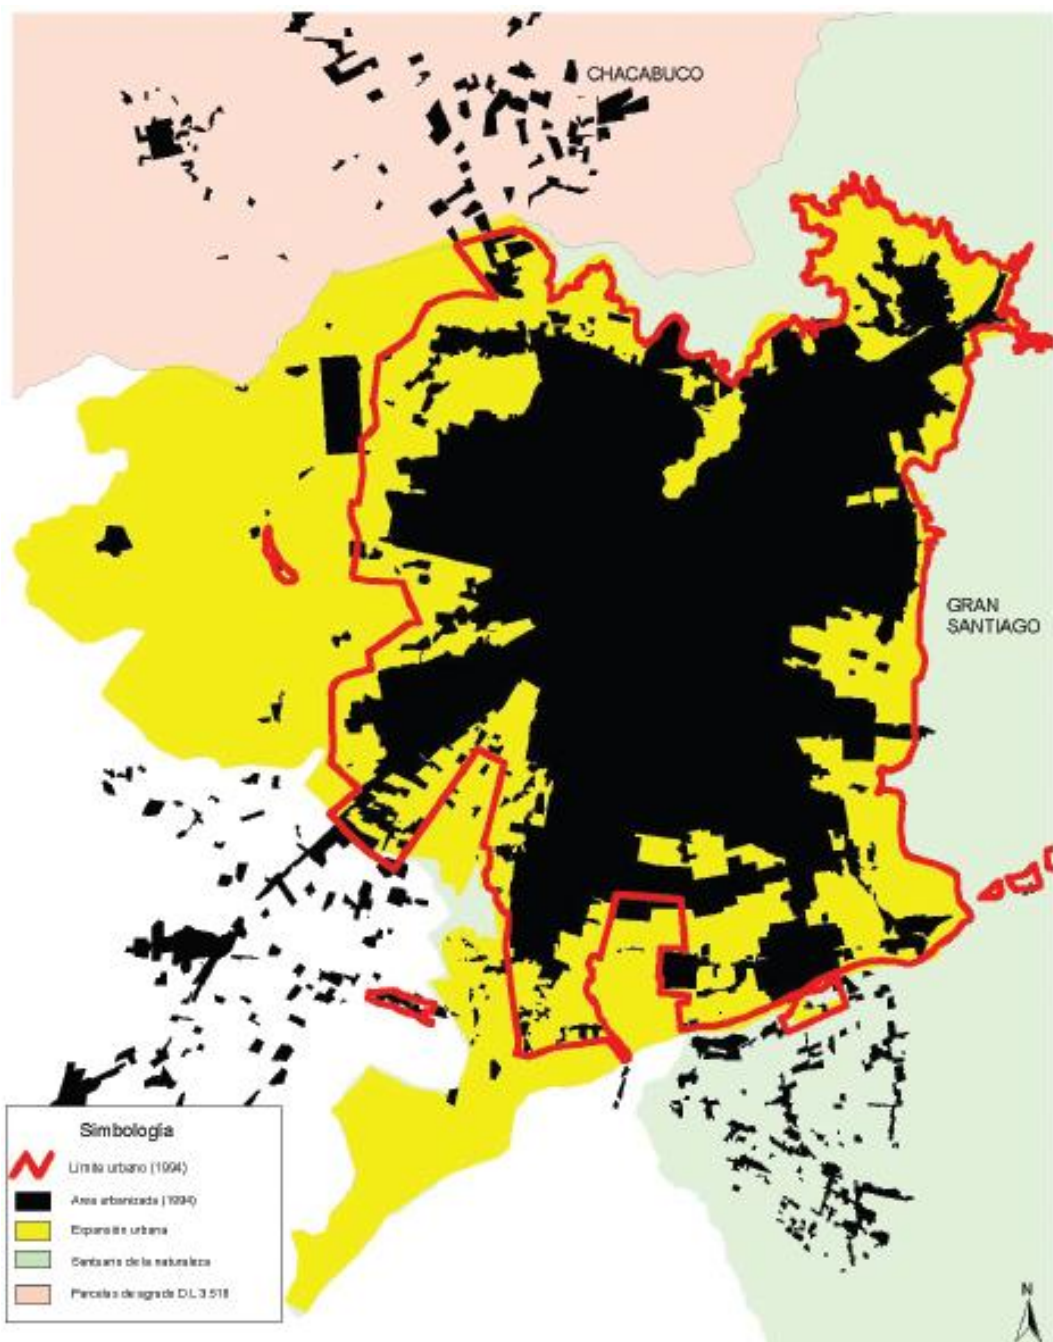 CHACABUCO
GRAN
SANTIAGO
Simbología
Límite urbano (1994)
Area urbanizada (1994)
Expansión urbana
Santuario de la naturaleza
Parcelas de agrado D.L 3.516
N